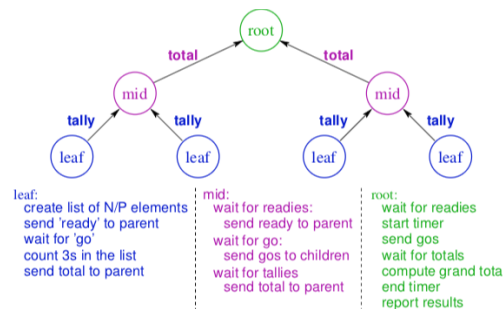 root
total total
mid mid
tally tally tally tally
leaf leaf leaf leaf
leaf:
create list of N/P elements
send 'ready' to parent
wait for 'go'
count 3s in the list
send total to parent
mid:
wait for readies:
send ready to parent
wait for go:
send gos to children
wait for tallies
send total to parent
root:
wait for readies
start timer
send gos
wait for totals
compute grand tota
end timer
report results